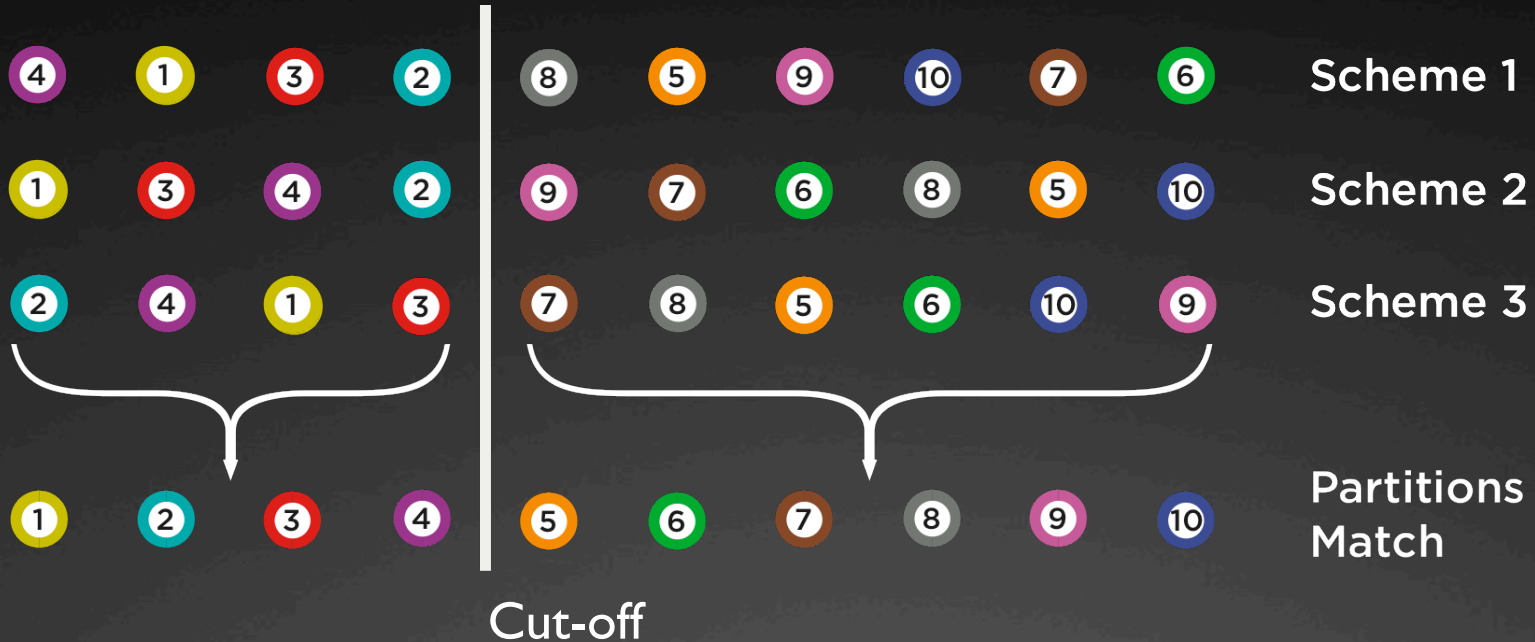 4 1 3 2 8 5 9 10 7 6 Scheme 1
1 3 4 2 9 7 6 8 5 10 Scheme 2
2 4 1 3 7 8 5 6 10 9 Scheme 3
1 2 3 4 5 6 7 8 9 10 Partitions
Match
Cut-off